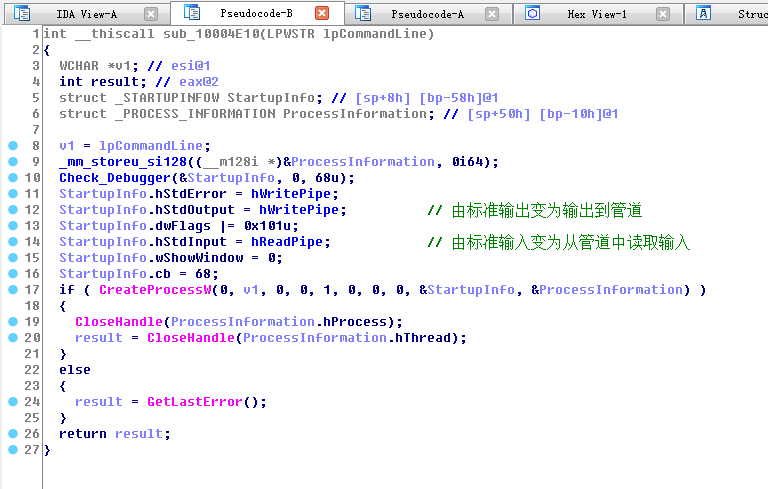 IDA View-A Pseudocode-B Pseudocode-A Hex View-1 Struc
1 int __thiscall sub_10004E10(LPWSTR lpCommandLine)
2 {
3 WCHAR *v1; // esi@1
4 int result; // eax@2
5 struct _STARTUPINFOW StartupInfo; // [sp+8h] [bp-58h]@1
6 struct _PROCESS_INFORMATION ProcessInformation; // [sp+50h] [bp-10h]@1
7
8 v1 = lpCommandLine;
9 _mm_storeu_si128((__m128i *)&ProcessInformation, 0i64);
10 Check_Debugger(&StartupInfo, 0, 68u);
11 StartupInfo.hStdError = hWritePipe;
12 StartupInfo.hStdOutput = hWritePipe; // 由标准输出变为输出到管道
13 StartupInfo.dwFlags |= 0x101u;
14 StartupInfo.hStdInput = hReadPipe; // 由标准输入变为从管道中读取输入
15 StartupInfo.wShowWindow = 0;
16 StartupInfo.cb = 68;
17 if ( CreateProcessW(0, v1, 0, 0, 1, 0, 0, 0, &StartupInfo, &ProcessInformation) )
18 {
19 CloseHandle(ProcessInformation.hProcess);
20 result = CloseHandle(ProcessInformation.hThread);
21 }
22 else
23 {
24 result = GetLastError();
25 }
26 return result;
27 }